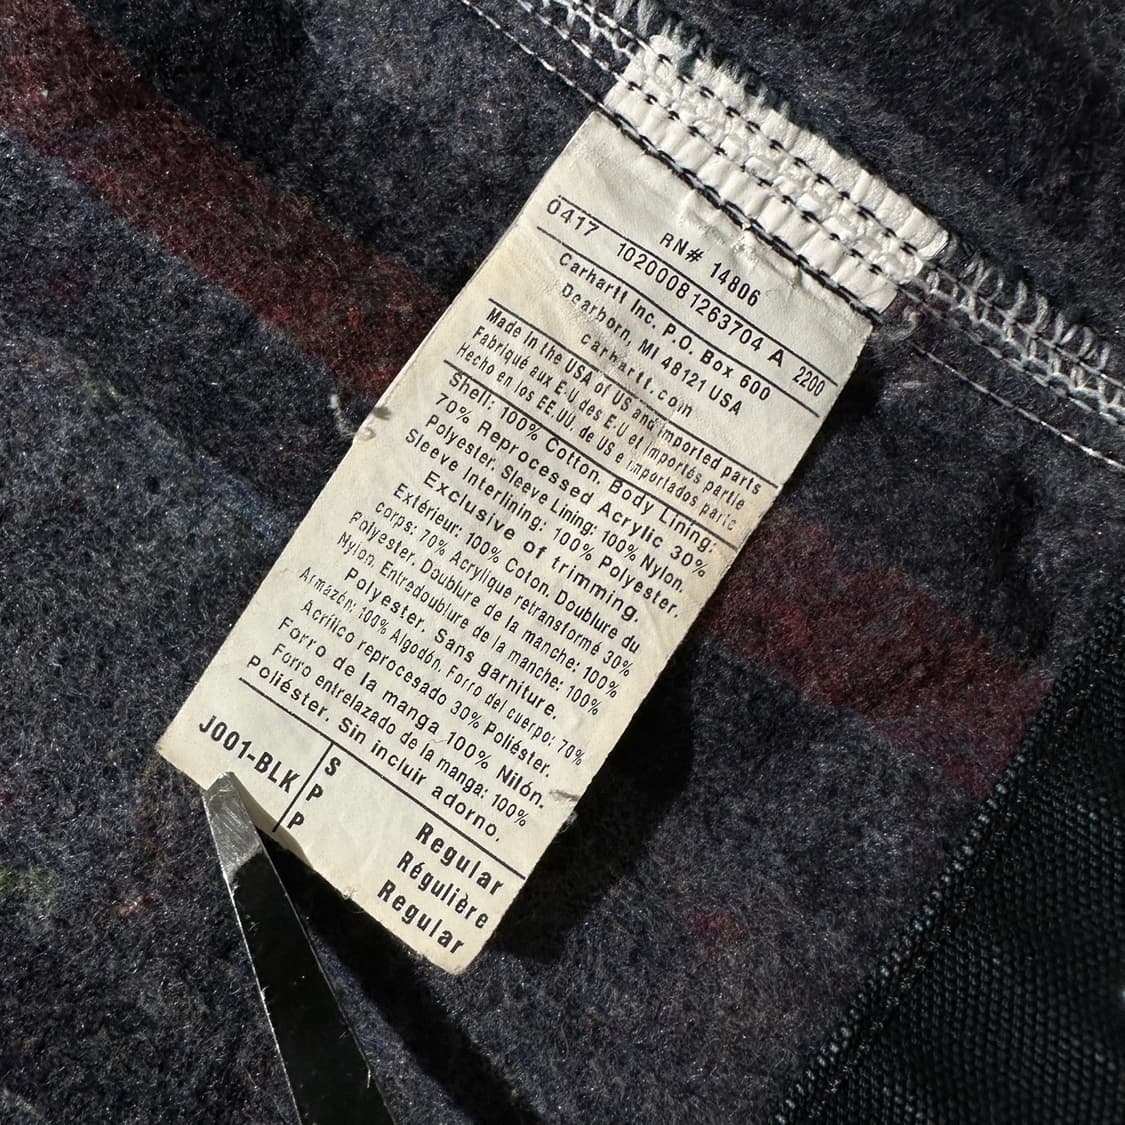 RN# 14806
0417 1020008 1263704 A 2200
Carhartt Inc. P.O. Box 600
Dearborn, MI 48121 USA
carhartt.com
Made in the USA of US and imported parts
Fabriqué aux É-U des É-U et importés partie
Hecho en los EE.UU. de US e importados parte
Shell: 100% Cotton. Body Lining:
70% Reprocessed Acrylic 30%
Polyester. Sleeve Lining: 100% Nylon.
Sleeve Interlining: 100% Polyester.
Exclusive of trimming.
Extérieur: 100% Coton. Doublure du
corps: 70% Acrylique retransformé 30%
Polyester. Doublure de la manche: 100%
Nylon. Entredoublure de la manche: 100%
Polyester. Sans garniture.
Armazón: 100% Algodón. Forro del cuerpo: 70%
Acrílico reprocesado 30% Poliéster.
Forro de la manga 100% Nilón.
Forro entrelazado de la manga: 100%
Poliéster. Sin incluir adorno.
J001-BLK S Regular
P Régulière
P Regular